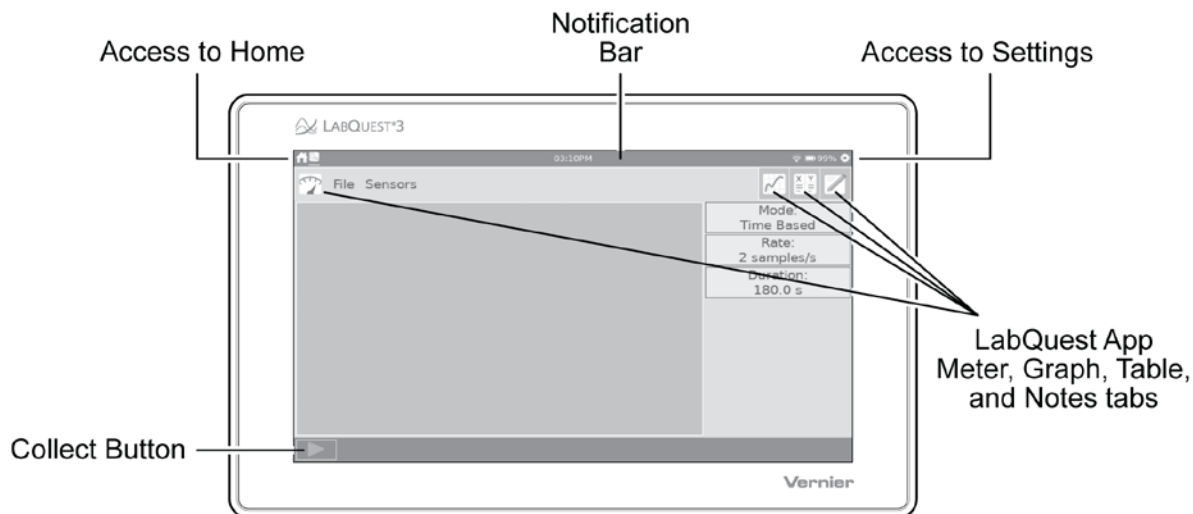 Notification
Bar
Access to Home
Access to Settings
LABQUEST®3
03:10PM
99%
File Sensors
X Y
Mode:
Time Based
Rate:
2 samples/s
Duration:
180.0 s
LabQuest App
Meter, Graph, Table,
and Notes tabs
Collect Button
Vernier